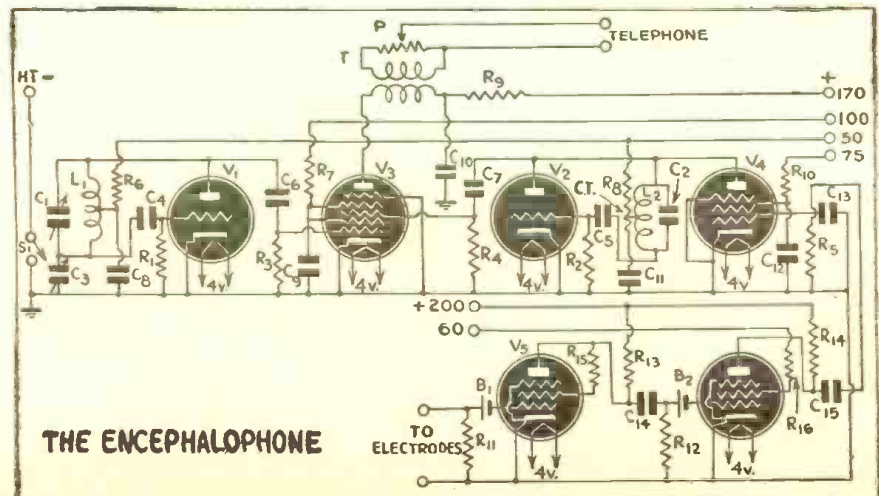 P
TELEPHONE
T
HT-
R9
+
170
100
50
75
V1
V3
V2
V4
C10
C1
L1
R6
C4
C6
R7
C7
C.T.
R8
L2
C2
R10
C13
S1
C3
C8
R1
R3
C9
R4
R2
C5
C11
C12
R5
4v.
4v.
4v.
4v.
+200
60
V5
R15
R13
R14
B1
B2
C14
C15
R16
THE ENCEPHALOPHONE
TO
ELECTRODES
R11
R12
4v.
4v.